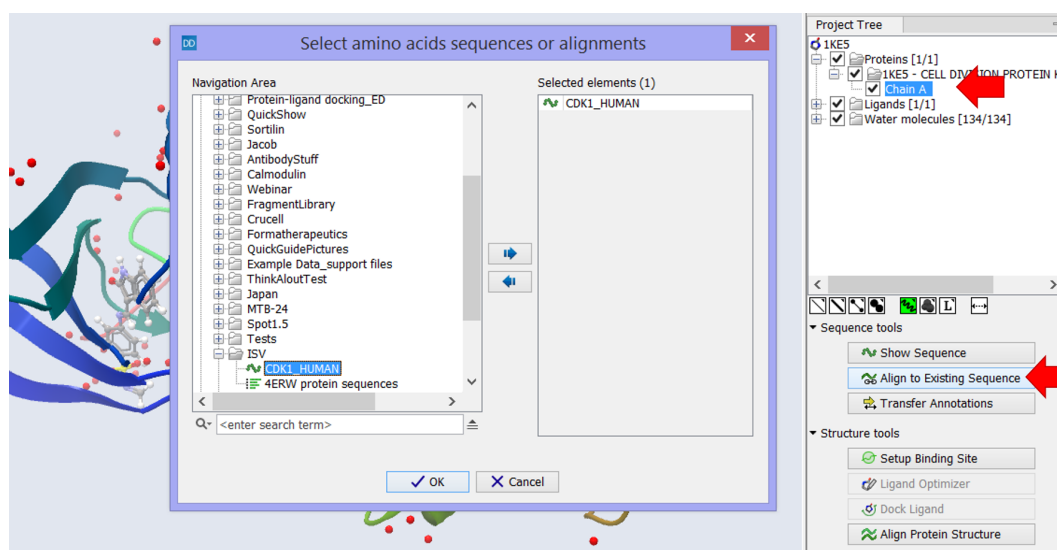 DD
Select amino acids sequences or alignments
Navigation Area
Protein-ligand docking_ED
QuickShow
Sortilin
Jacob
AntibodyStuff
Calmodulin
Webinar
FragmentLibrary
Crucell
Formatherapeutics
QuickGuidePictures
Example Data_support files
ThinkAloutTest
Japan
MTB-24
Spot1.5
Tests
ISV
CDK1_HUMAN
4ERW protein sequences
<enter search term>
Selected elements (1)
CDK1_HUMAN
OK
Cancel
Project Tree
1KE5
Proteins [1/1]
1KE5 - CELL DIVISION PROTEIN K
Chain A
Ligands [1/1]
Water molecules [134/134]
L
Sequence tools
Show Sequence
Align to Existing Sequence
Transfer Annotations
Structure tools
Setup Binding Site
Ligand Optimizer
Dock Ligand
Align Protein Structure